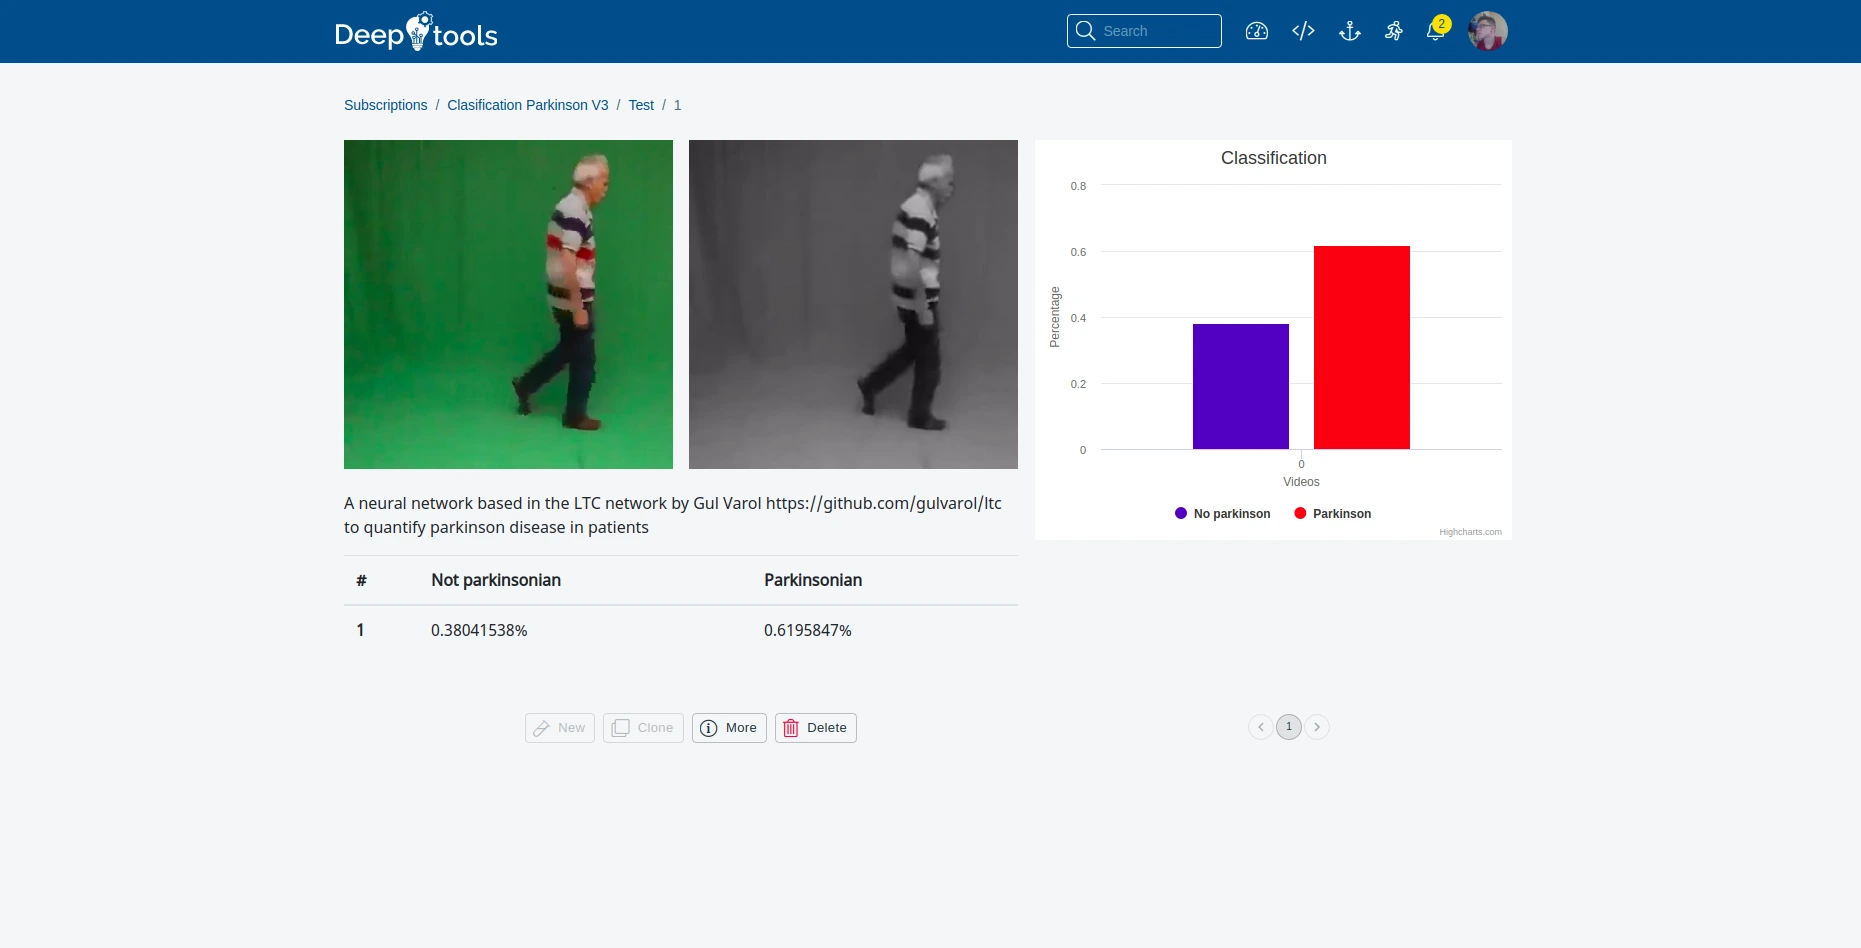 Deep tools
Search
2
Subscriptions / Clasification Parkinson V3 / Test / 1
Classification
0.8
0.6
0.4
0.2
0
Percentage
0
Videos
No parkinson Parkinson
Highcharts.com
A neural network based in the LTC network by Gul Varol https://github.com/gulvarol/ltc
to quantify parkinson disease in patients
# Not parkinsonian Parkinsonian
1 0.38041538% 0.6195847%
New Clone More Delete
1